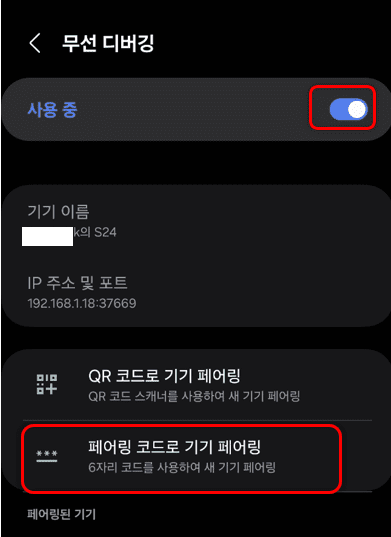 무선 디버깅
사용 중
기기 이름
k의 S24
IP 주소 및 포트
192.168.1.18:37669
QR 코드로 기기 페어링
QR 코드 스캐너를 사용하여 새 기기 페어링
페어링 코드로 기기 페어링
6자리 코드를 사용하여 새 기기 페어링
페어링된 기기